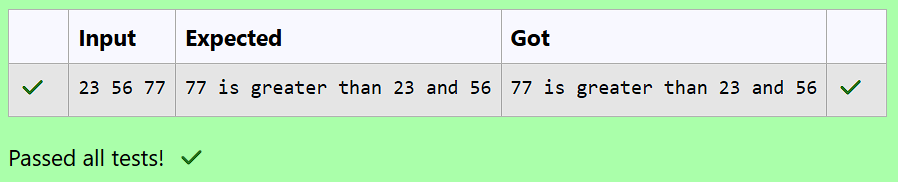 Input Expected Got
23 56 77 77 is greater than 23 and 56 77 is greater than 23 and 56
Passed all tests!